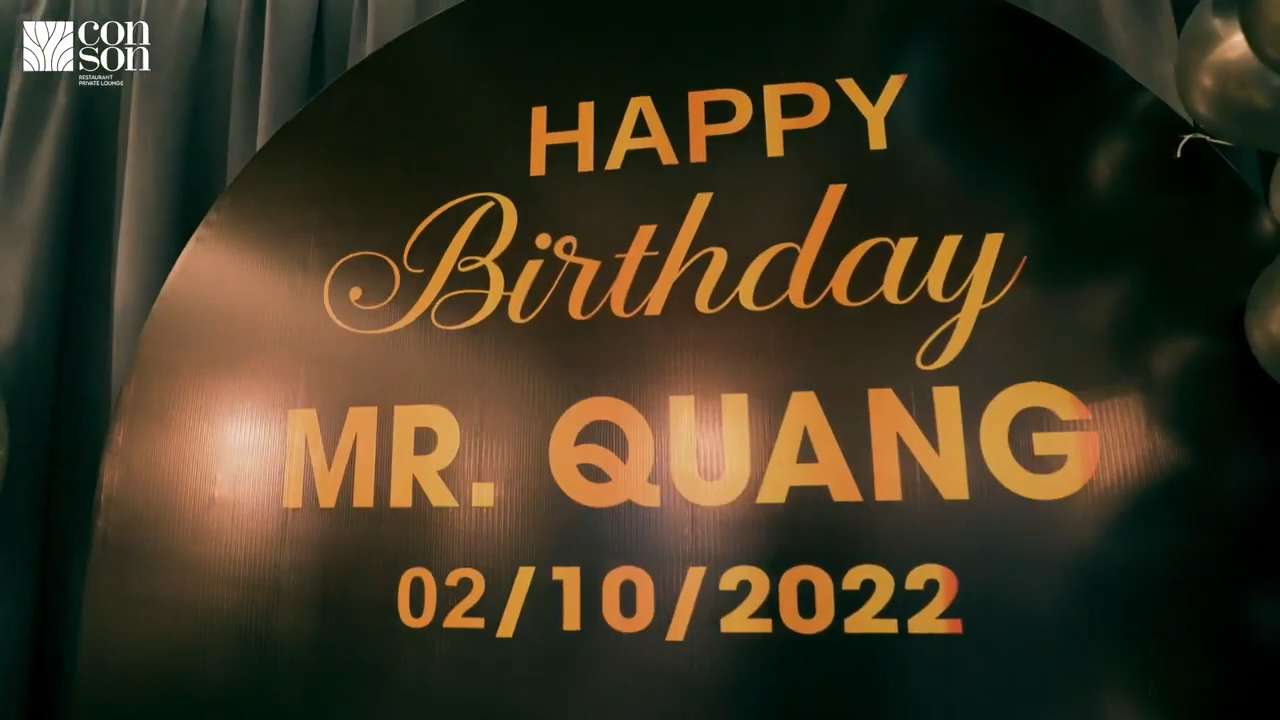 con
son
RESTAURANT
PRIVATE LOUNGE
HAPPY
Birthday
MR. QUANG
02/10/2022